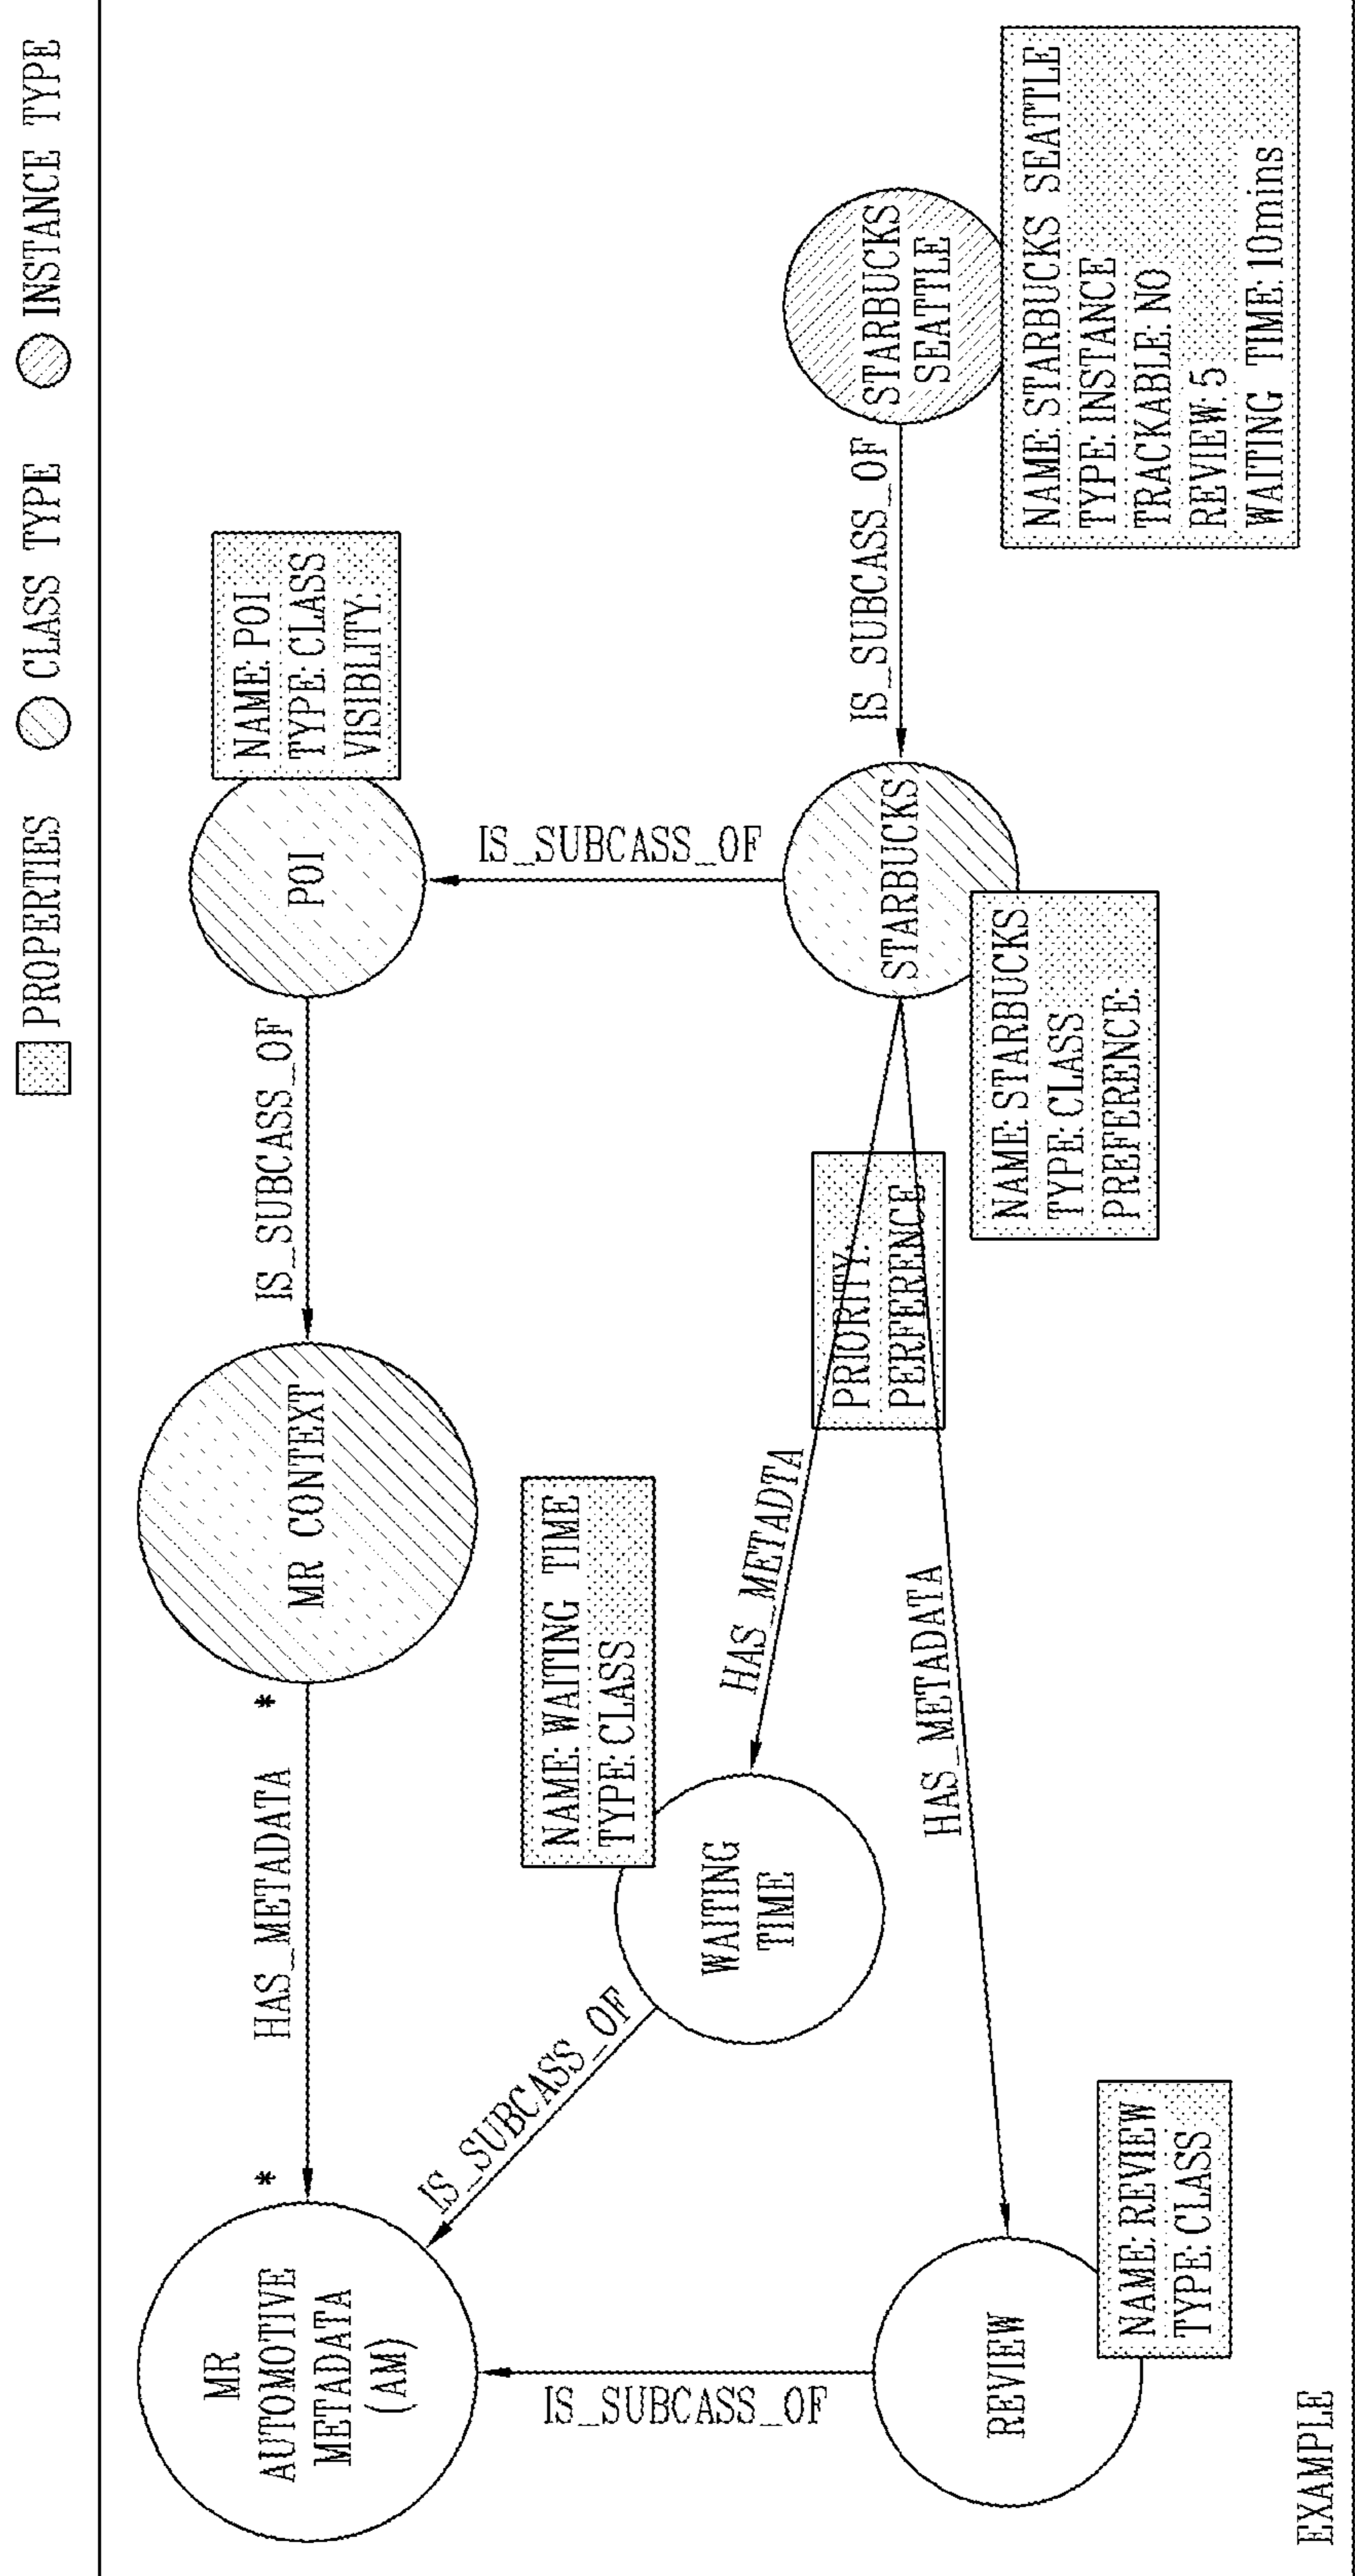 PROPERTIES
CLASS TYPE
INSTANCE TYPE
MR
AUTOMOTIVE
METADATA
(AM)
*
HAS_METADATA
*
MR CONTEXT
IS_SUBCASS_OF
POI
NAME: POI
TYPE: CLASS
VISIBLITY:
IS_SUBCASS_OF
IS_SUBCASS_OF
NAME: WAITING TIME
TYPE: CLASS
WAITING
TIME
HAS_METADTA
PRIORITY:
PERFERENCE
IS_SUBCASS_OF
STARBUCKS
IS_SUBCASS_OF
STARBUCKS
SEATTLE
REVIEW
HAS_METADATA
NAME: REVIEW
TYPE: CLASS
NAME: STARBUCKS
TYPE: CLASS
PREFERENCE:
NAME: STARBUCKS SEATTLE
TYPE: INSTANCE
TRACKABLE: NO
REVIEW: 5
WAITING TIME: 10mins
EXAMPLE